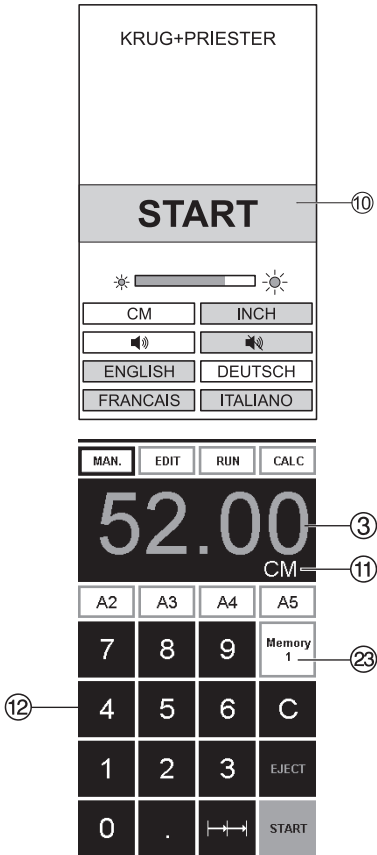 KRUG+PRIESTER
START
10
CM INCH
ENGLISH DEUTSCH
FRANCAIS ITALIANO
MAN. EDIT RUN CALC
52.00
3
CM
11
A2 A3 A4 A5
7 8 9 Memory
1
23
12
4 5 6 C
1 2 3 EJECT
0 . START